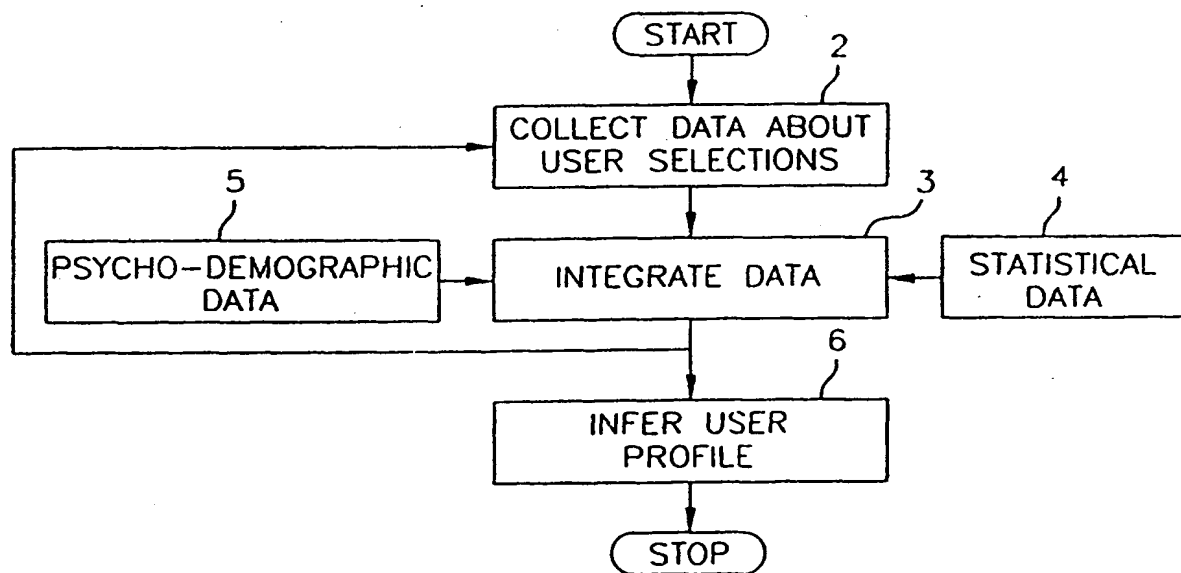 START
2
COLLECT DATA ABOUT
USER SELECTIONS
5
3
4
PSYCHO-DEMOGRAPHIC
DATA
INTEGRATE DATA
STATISTICAL
DATA
6
INFER USER
PROFILE
STOP